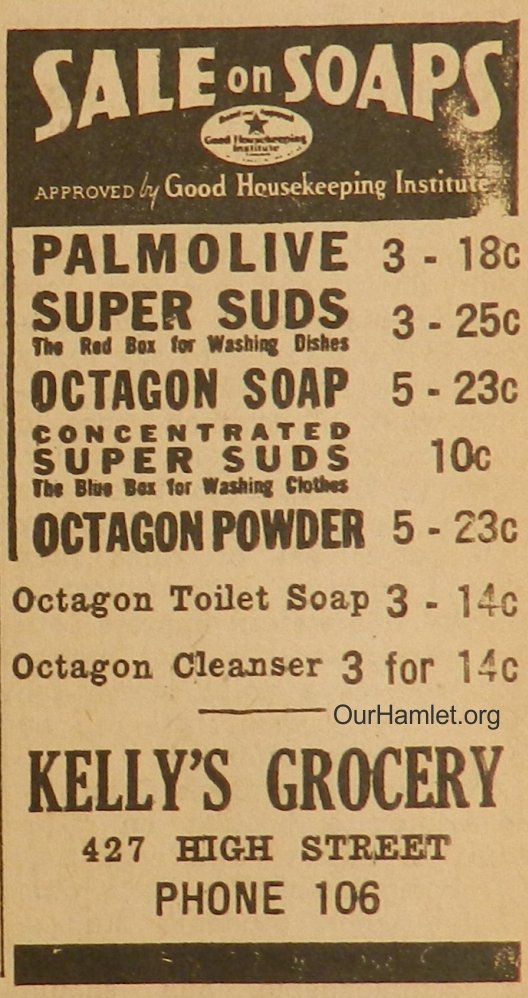 SALE on SOAPS
Good Housekeeping
Institute
APPROVED by Good Housekeeping Institute
PALMOLIVE 3 - 18c
SUPER SUDS 3 - 25c
The Red Box for Washing Dishes
OCTAGON SOAP 5 - 23c
CONCENTRATED
SUPER SUDS 10c
The Blue Box for Washing Clothes
OCTAGON POWDER 5 - 23c
Octagon Toilet Soap 3 - 14c
Octagon Cleanser 3 for 14c
OurHamlet.org
KELLY'S GROCERY
427 HIGH STREET
PHONE 106